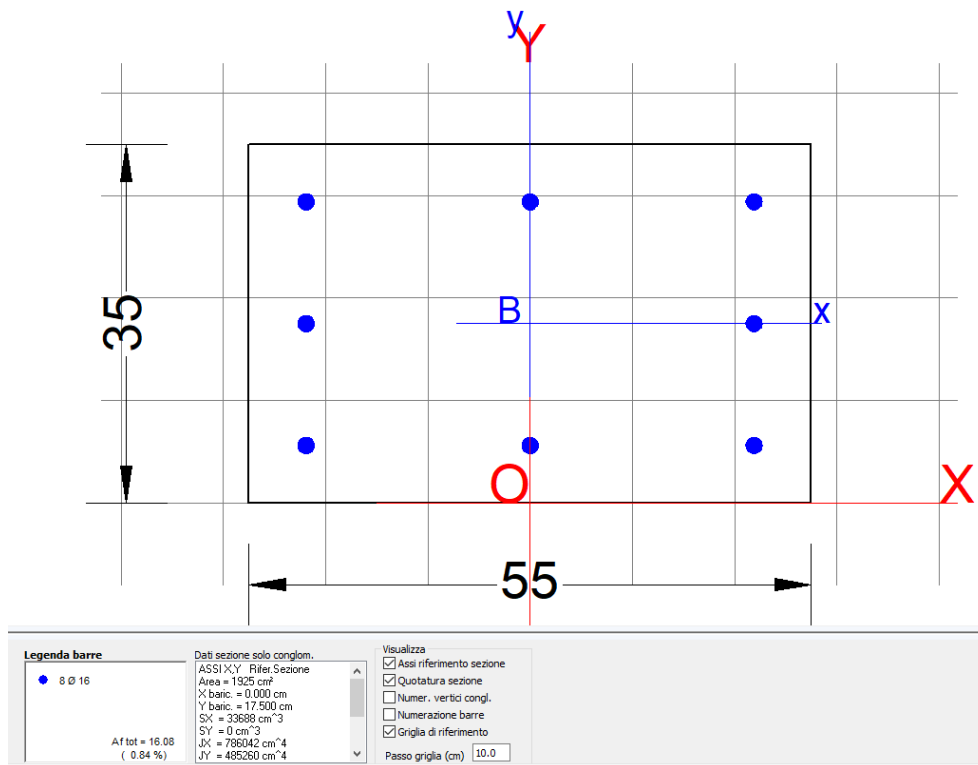 y
Y
35
B
x
O
X
55
Legenda barre
8 Ø 16
Af tot = 16.08
( 0.84 %)
Dati sezione solo conglom.
ASSI X,Y Rifer.Sezione
Area = 1925 cm²
X baric. = 0.000 cm
Y baric. = 17.500 cm
SX = 33688 cm^3
SY = 0 cm^3
JX = 786042 cm^4
JY = 485260 cm^4
Visualizza
Assi riferimento sezione
Quotatura sezione
Numer. vertici congl.
Numerazione barre
Griglia di riferimento
Passo griglia (cm) 10.0